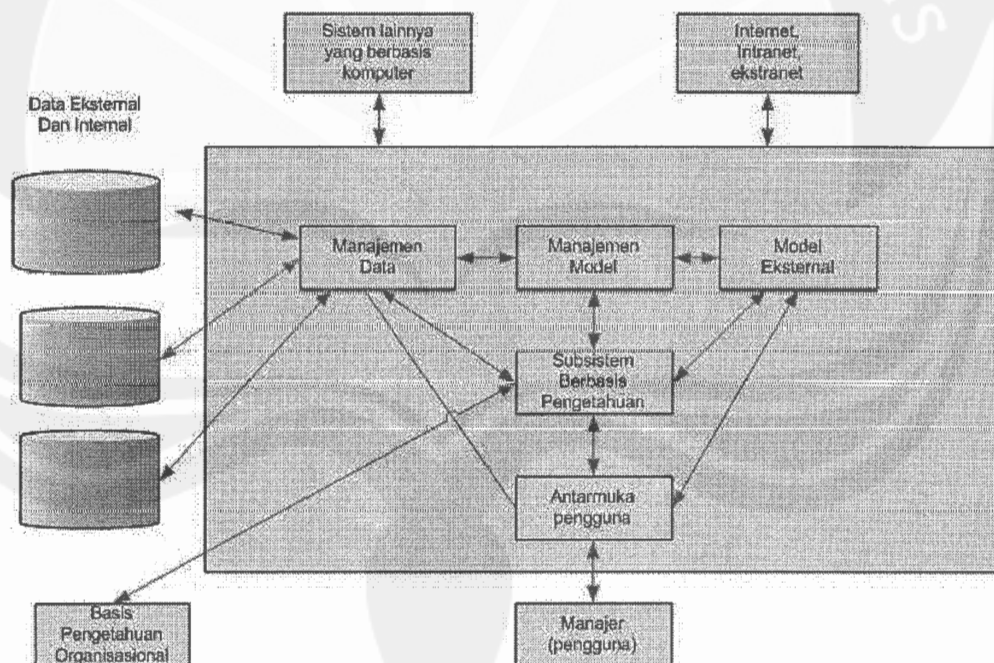 Sistem lainnya
yang berbasis
komputer
Internet,
Intranet,
ekstranet
Data Eksternal
Dan Internal
Manajemen
Data
Manajemen
Model
Model
Eksternal
Subsistem
Berbasis
Pengetahuan
Antarmuka
pengguna
Basis
Pengetahuan
Organisasional
Manajer
(pengguna)